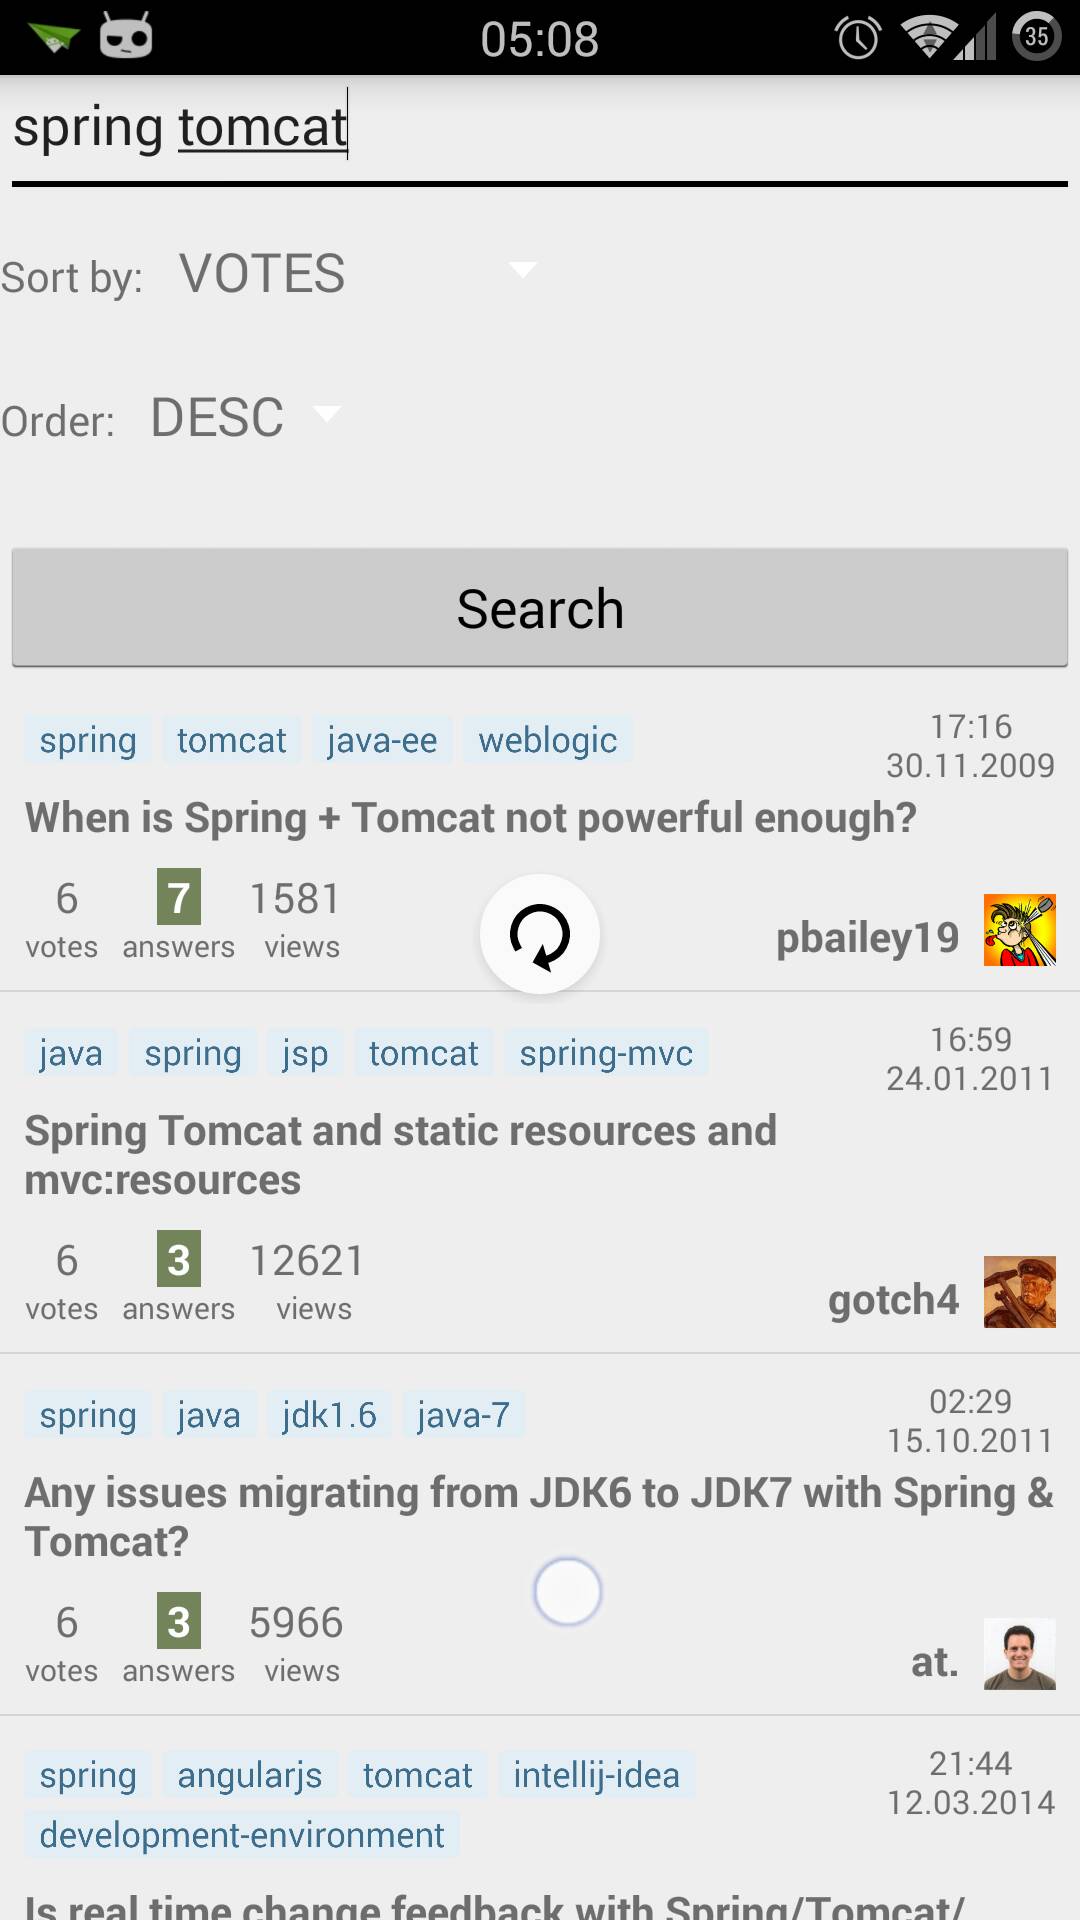 05:08
35
spring tomcat
Sort by: VOTES
Order: DESC
Search
spring tomcat java-ee weblogic
17:16
30.11.2009
When is Spring + Tomcat not powerful enough?
6 7 1581
votes answers views
pbailey19
java spring jsp tomcat spring-mvc
16:59
24.01.2011
Spring Tomcat and static resources and
mvc:resources
6 3 12621
votes answers views
gotch4
spring java jdk1.6 java-7
02:29
15.10.2011
Any issues migrating from JDK6 to JDK7 with Spring &
Tomcat?
6 3 5966
votes answers views
at.
spring angularjs tomcat intellij-idea
21:44
12.03.2014
development-environment
Is real time change feedback with Spring/Tomcat/